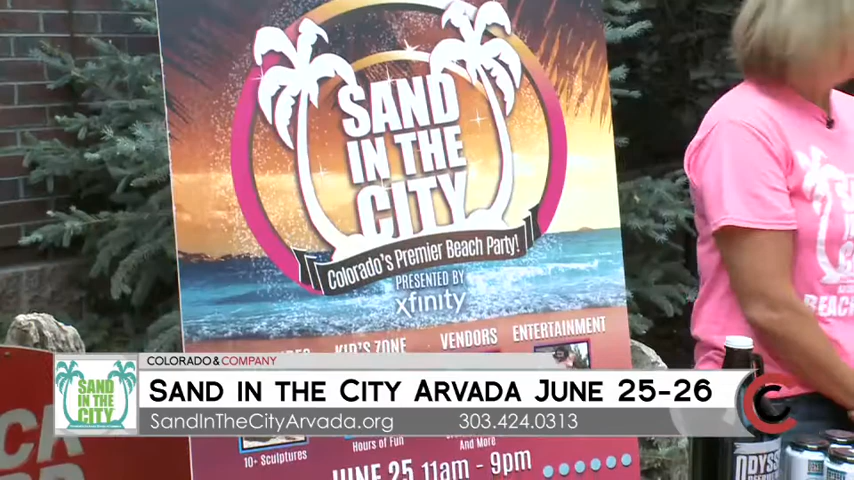 SAND
IN THE
CITY
Colorado's Premier Beach Party!
PRESENTED BY
xfinity
KID'S ZONE
VENDORS
ENTERTAINMENT
BEACH
COLORADO & COMPANY
SAND IN THE CITY
SAND IN THE CITY ARVADA JUNE 25-26
SandInTheCityArvada.org
303.424.0313
10+ Sculptures
Hours of Fun
And More
JUNE 25 11am - 9pm
ODYSSEY